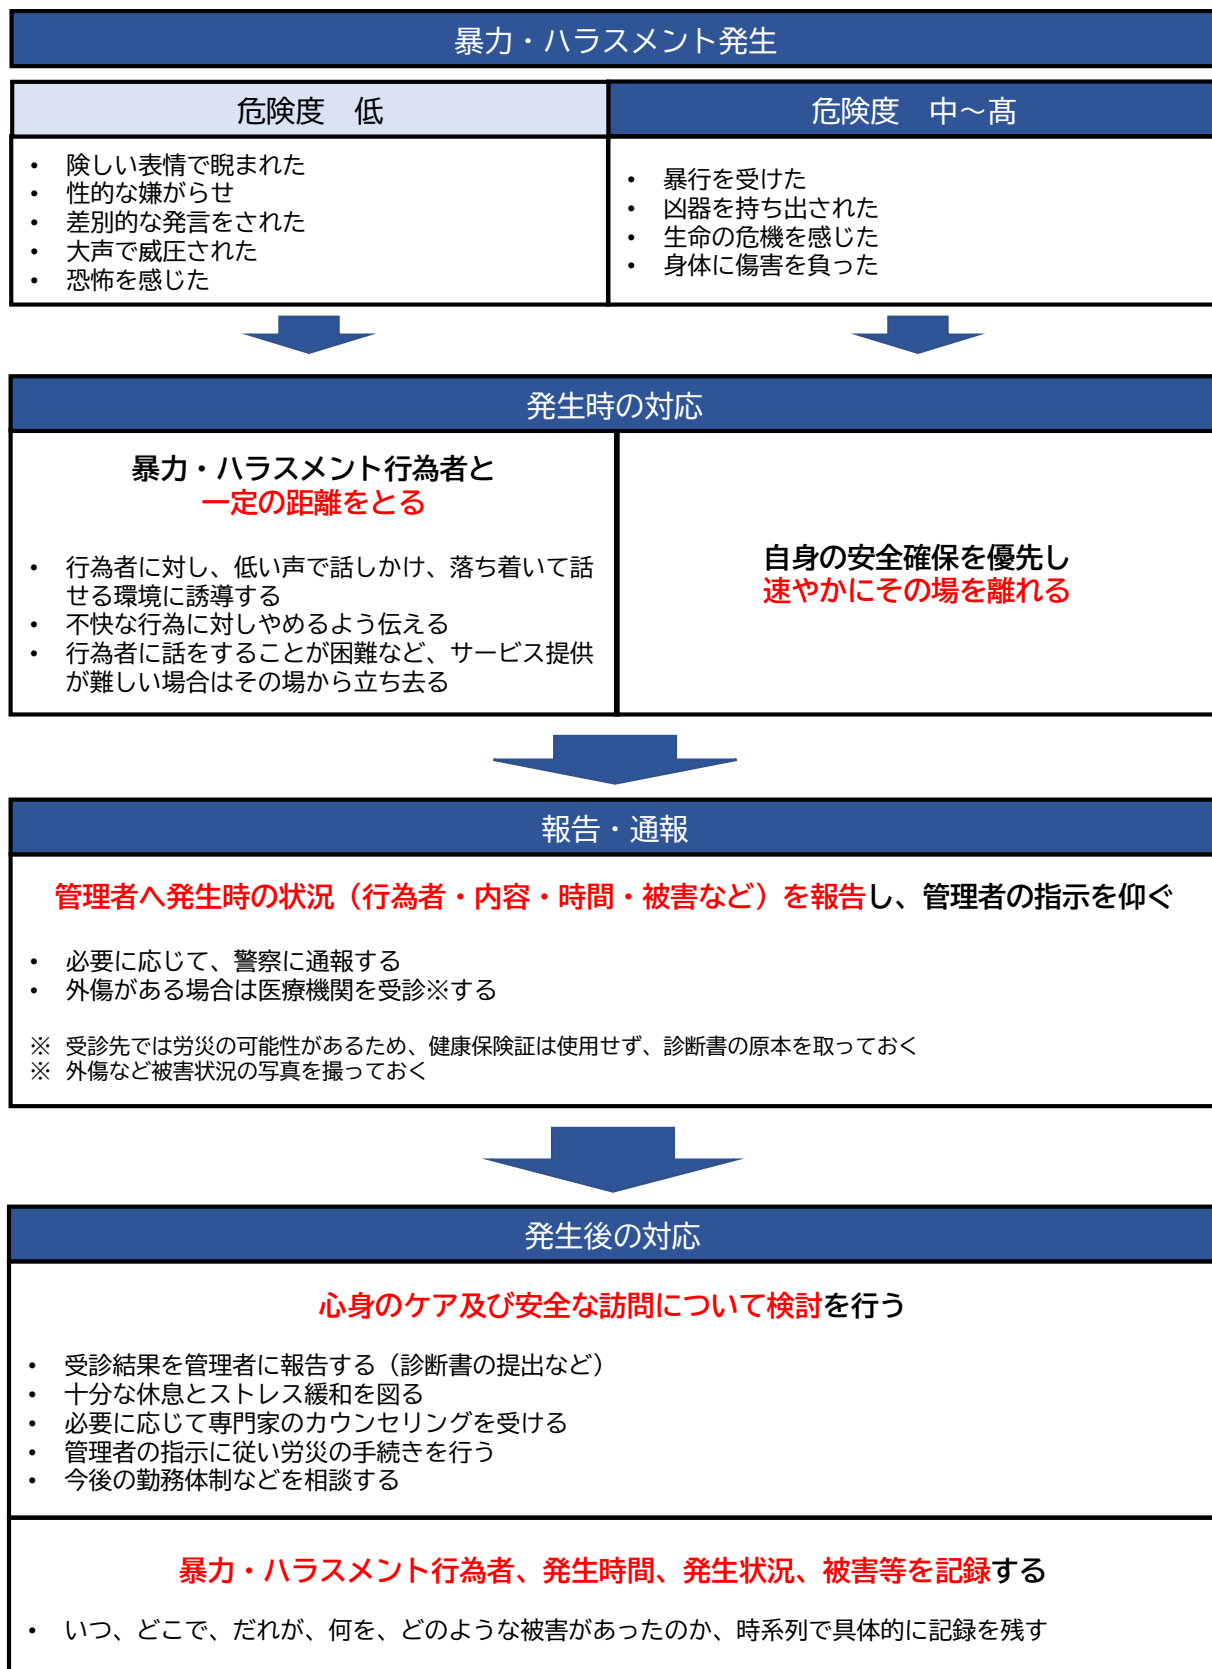 暴力・ハラスメント発生
危険度　低
・ 険しい表情で睨まれた
・ 性的な嫌がらせ
・ 差別的な発言をされた
・ 大声で威圧された
・ 恐怖を感じた
危険度　中～髙
・ 暴行を受けた
・ 凶器を持ち出された
・ 生命の危機を感じた
・ 身体に傷害を負った
発生時の対応
暴力・ハラスメント行為者と
一定の距離をとる
・ 行為者に対し、低い声で話しかけ、落ち着いて話
せる環境に誘導する
・ 不快な行為に対しやめるよう伝える
・ 行為者に話をすることが困難など、サービス提供
が難しい場合はその場から立ち去る
自身の安全確保を優先し
速やかにその場を離れる
報告・通報
管理者へ発生時の状況（行為者・内容・時間・被害など）を報告し、管理者の指示を仰ぐ
・ 必要に応じて、警察に通報する
・ 外傷がある場合は医療機関を受診※する
※ 受診先では労災の可能性があるため、健康保険証は使用せず、診断書の原本を取っておく
※ 外傷など被害状況の写真を撮っておく
発生後の対応
心身のケア及び安全な訪問について検討を行う
・ 受診結果を管理者に報告する（診断書の提出など）
・ 十分な休息とストレス緩和を図る
・ 必要に応じて専門家のカウンセリングを受ける
・ 管理者の指示に従い労災の手続きを行う
・ 今後の勤務体制などを相談する
暴力・ハラスメント行為者、発生時間、発生状況、被害等を記録する
・ いつ、どこで、だれが、何を、どのような被害があったのか、時系列で具体的に記録を残す